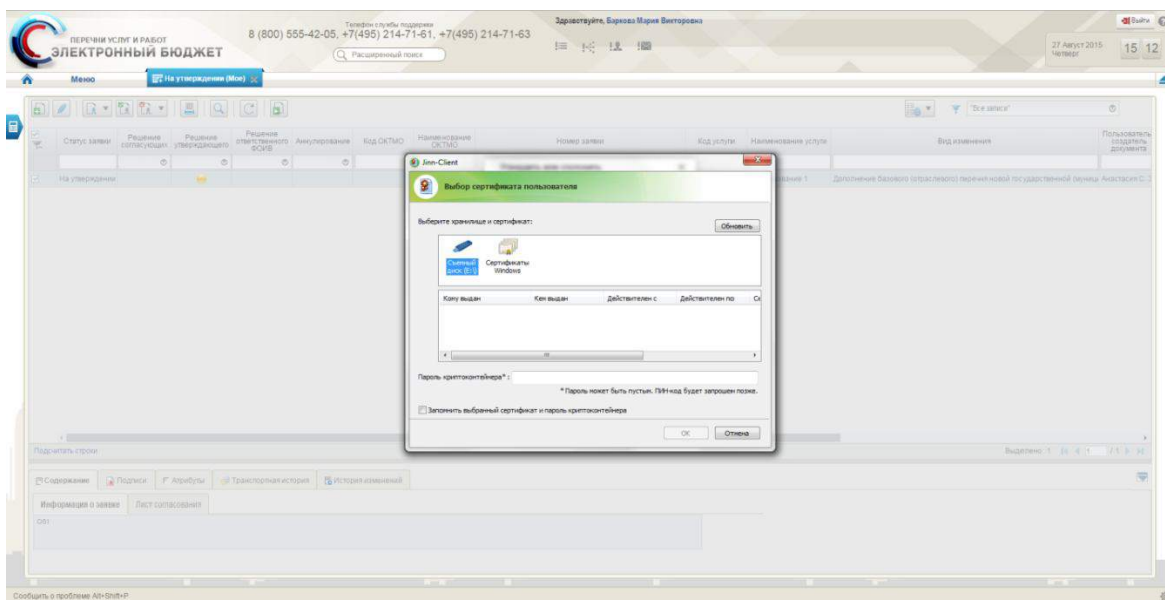 Телефон службы поддержки
8 (800) 555-42-05, +7(495) 214-71-61, +7(495) 214-71-63
Здравствуйте, Баркова Мария Викторовна
Выйти
ПЕРЕЧНИ УСЛУГ И РАБОТ
ЭЛЕКТРОННЫЙ БЮДЖЕТ
Расширенный поиск
27 Август 2015
Четверг
15 12
Меню
На утверждении (Мое)
"Все записи"
Статус заявки
Решение согласующих
Решение утверждающего
Решение ответственного ФОИВ
Аннулирование
Код ОКТМО
Наименование ОКТМО
Номер заявки
Код услуги
Наименование услуги
Вид изменения
Пользователь создатель документа
На утверждении
Дополнение базового (отраслевого) перечня новой государственной
Анастасия С.
Jinn-Client
Выбор сертификата пользователя
Выберите хранилище и сертификат:
Обновить
Съемный диск (E:\)
Сертификаты Windows
Кому выдан
Кем выдан
Действителен с
Действителен по
Се
Пароль криптоконтейнера* :
* Пароль может быть пустым. ПИН-код будет запрошен позже.
Запомнить выбранный сертификат и пароль криптоконтейнера
ОК
Отмена
Подсчитать строки
Выделено: 1
1
/ 1
Содержание
Подписи
Атрибуты
Транспортная история
История изменений
Информация о заявке
Лист согласования
Сообщить о проблеме Alt+Shift+P